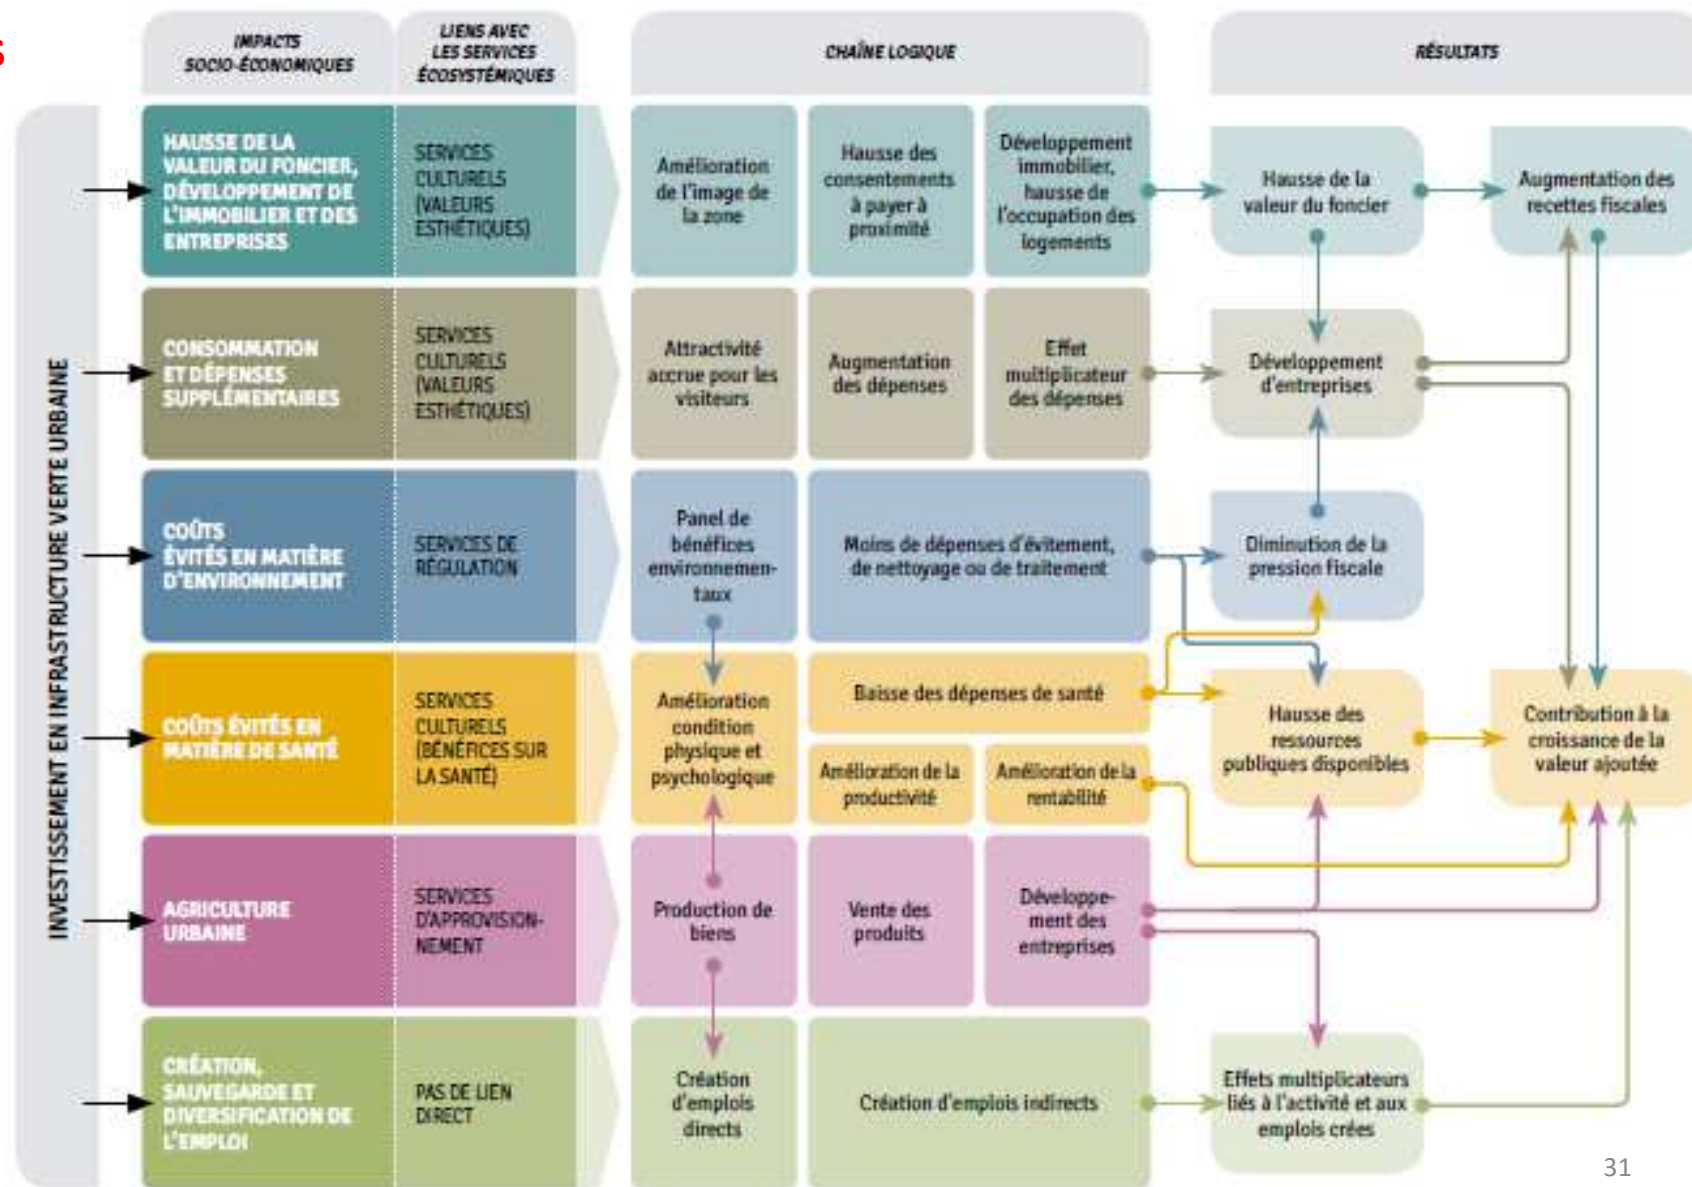 s
IMPACTS
SOCIO-ÉCONOMIQUES
LIENS AVEC
LES SERVICES
ÉCOSYSTÉMIQUES
CHAÎNE LOGIQUE
RÉSULTATS
INVESTISSEMENT EN INFRASTRUCTURE VERTE URBAINE
HAUSSE DE LA
VALEUR DU FONCIER,
DÉVELOPPEMENT DE
L'IMMOBILIER ET DES
ENTREPRISES
SERVICES
CULTURELS
(VALEURS
ESTHÉTIQUES)
Amélioration
de l'image de
la zone
Hausse des
consentements
à payer à
proximité
Développement
immobilier,
hausse de
l'occupation des
logements
Hausse de la
valeur du foncier
Augmentation des
recettes fiscales
CONSOMMATION
ET DÉPENSES
SUPPLÉMENTAIRES
SERVICES
CULTURELS
(VALEURS
ESTHÉTIQUES)
Attractivité
accrue pour les
visiteurs
Augmentation
des dépenses
Effet
multiplicateur
des dépenses
Développement
d'entreprises
COÛTS
ÉVITÉS EN MATIÈRE
D'ENVIRONNEMENT
SERVICES DE
RÉGULATION
Panel de
bénéfices
environnemen-
taux
Moins de dépenses d'évitement,
de nettoyage ou de traitement
Diminution de la
pression fiscale
COÛTS ÉVITÉS EN
MATIÈRE DE SANTÉ
SERVICES
CULTURELS
(BÉNÉFICES SUR
LA SANTÉ)
Amélioration
condition
physique et
psychologique
Baisse des dépenses de santé
Amélioration de la
productivité
Amélioration de la
rentabilité
Hausse des
ressources
publiques disponibles
Contribution à la
croissance de la
valeur ajoutée
AGRICULTURE
URBAINE
SERVICES
D'APPROVISION-
NEMENT
Production de
biens
Vente des
produits
Développe-
ment des
entreprises
CRÉATION,
SAUVEGARDE ET
DIVERSIFICATION DE
L'EMPLOI
PAS DE LIEN
DIRECT
Création
d'emplois
directs
Création d'emplois indirects
Effets multiplicateurs
liés à l'activité et aux
emplois crées
31